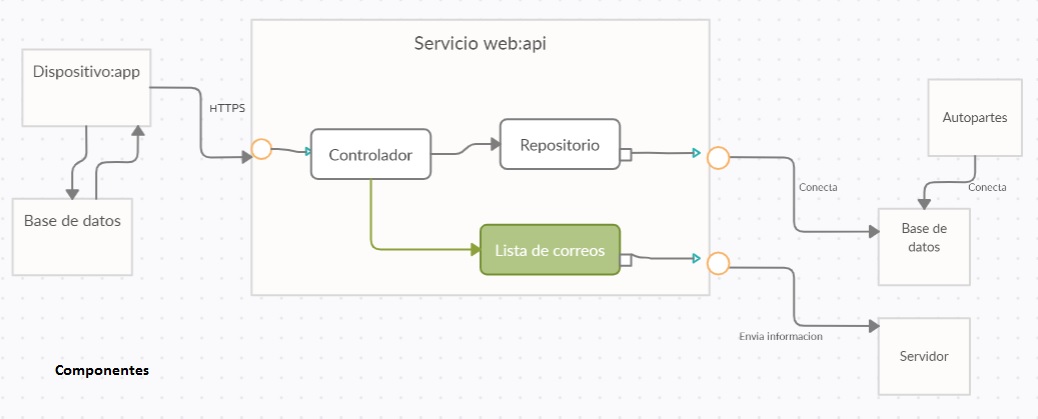 Servicio web:api
Dispositivo:app
HTTPS
Autopartes
Controlador
Repositorio
Conecta
Conecta
Base de datos
Base de
datos
Lista de correos
Envia informacion
Servidor
Componentes